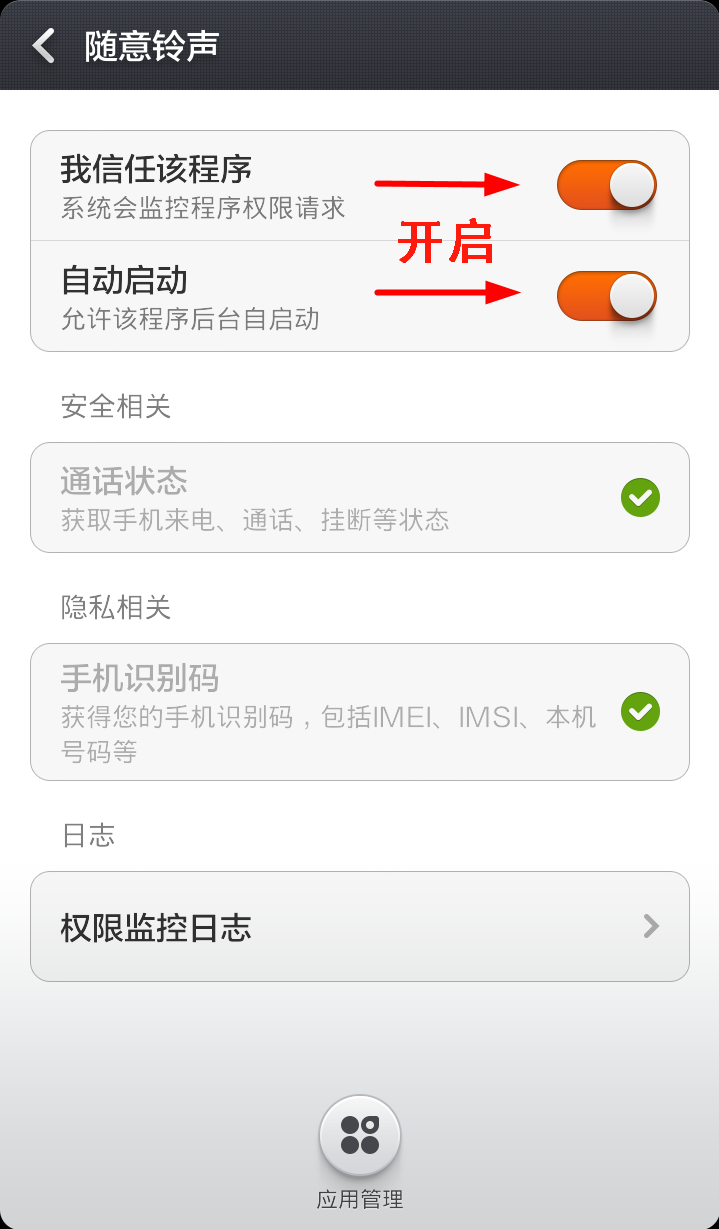 随意铃声
我信任该程序
系统会监控程序权限请求
开启
自动启动
允许该程序后台自启动
安全相关
通话状态
获取手机来电、通话、挂断等状态
隐私相关
手机识别码
获得您的手机识别码，包括IMEI、IMSI、本机
号码等
日志
权限监控日志
应用管理